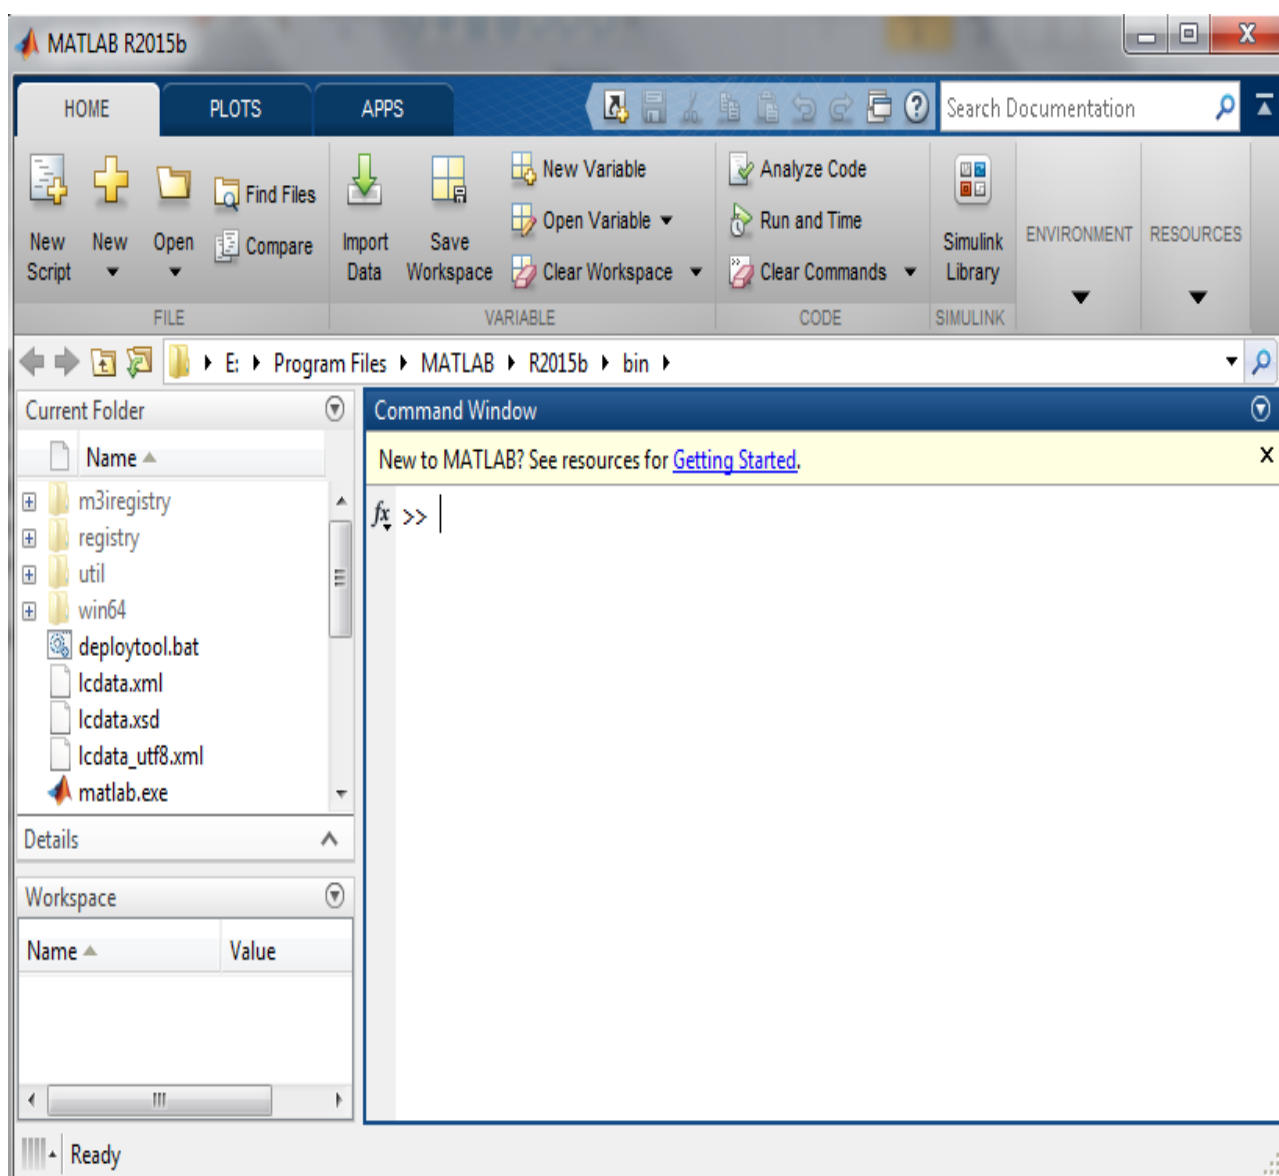 MATLAB R2015b
HOME PLOTS APPS Search Documentation
New Script
New
Open
Find Files
Compare
FILE
Import Data
Save Workspace
New Variable
Open Variable
Clear Workspace
VARIABLE
Analyze Code
Run and Time
Clear Commands
CODE
Simulink Library
SIMULINK
ENVIRONMENT
RESOURCES
E: Program Files MATLAB R2015b bin
Current Folder
Name
m3iregistry
registry
util
win64
deploytool.bat
lcdata.xml
lcdata.xsd
lcdata_utf8.xml
matlab.exe
Details
Workspace
Name Value
Command Window
New to MATLAB? See resources for Getting Started.
fx >>
Ready